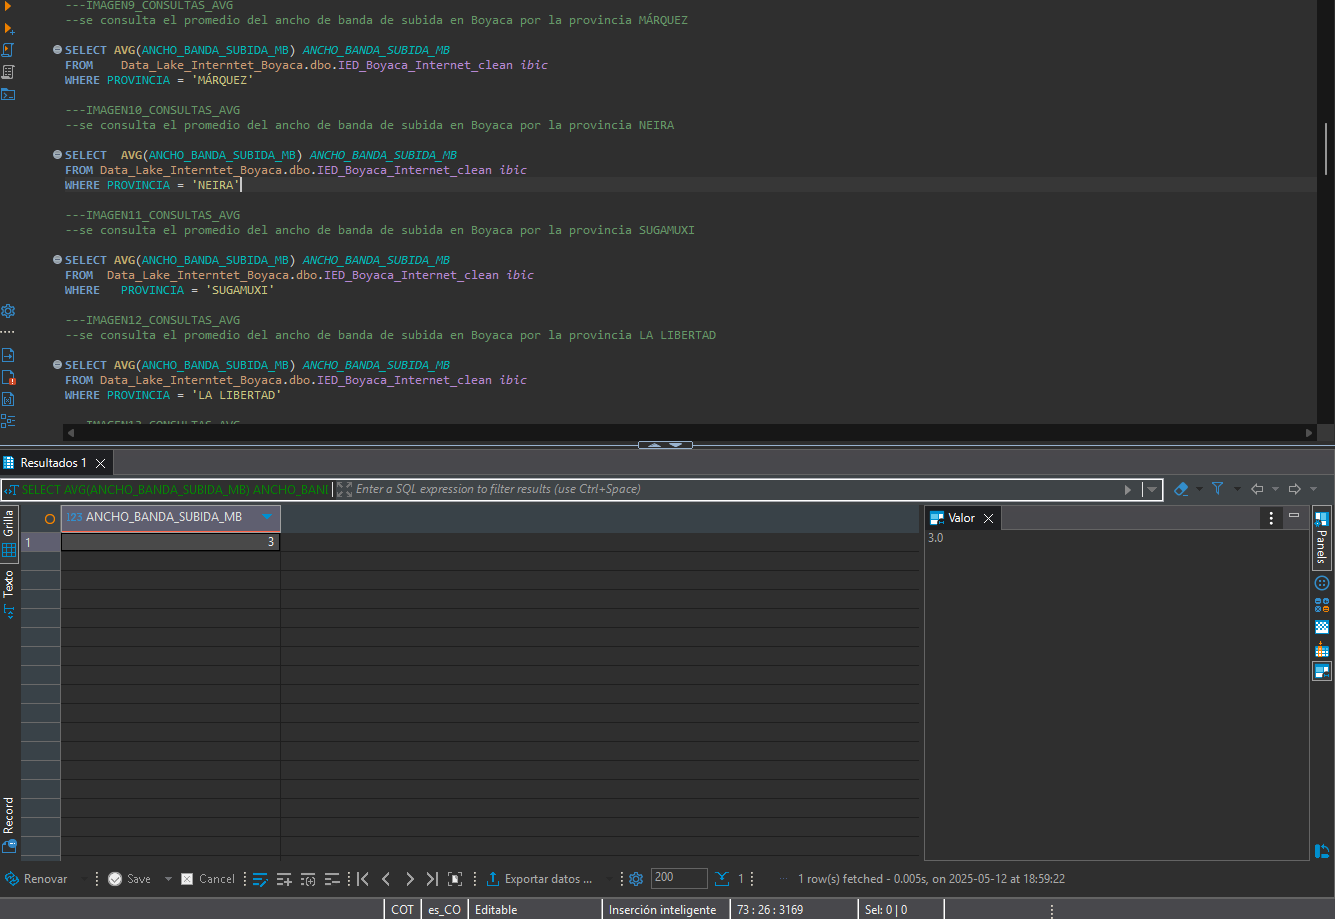 ---IMAGEN9_CONSULTAS_AVG
--se consulta el promedio del ancho de banda de subida en Boyaca por la provincia MÁRQUEZ
SELECT AVG(ANCHO_BANDA_SUBIDA_MB) ANCHO_BANDA_SUBIDA_MB
FROM Data_Lake_Interntet_Boyaca.dbo.IED_Boyaca_Internet_clean ibic
WHERE PROVINCIA = 'MÁRQUEZ'
---IMAGEN10_CONSULTAS_AVG
--se consulta el promedio del ancho de banda de subida en Boyaca por la provincia NEIRA
SELECT AVG(ANCHO_BANDA_SUBIDA_MB) ANCHO_BANDA_SUBIDA_MB
FROM Data_Lake_Interntet_Boyaca.dbo.IED_Boyaca_Internet_clean ibic
WHERE PROVINCIA = 'NEIRA'
---IMAGEN11_CONSULTAS_AVG
--se consulta el promedio del ancho de banda de subida en Boyaca por la provincia SUGAMUXI
SELECT AVG(ANCHO_BANDA_SUBIDA_MB) ANCHO_BANDA_SUBIDA_MB
FROM Data_Lake_Interntet_Boyaca.dbo.IED_Boyaca_Internet_clean ibic
WHERE PROVINCIA = 'SUGAMUXI'
---IMAGEN12_CONSULTAS_AVG
--se consulta el promedio del ancho de banda de subida en Boyaca por la provincia LA LIBERTAD
SELECT AVG(ANCHO_BANDA_SUBIDA_MB) ANCHO_BANDA_SUBIDA_MB
FROM Data_Lake_Interntet_Boyaca.dbo.IED_Boyaca_Internet_clean ibic
WHERE PROVINCIA = 'LA LIBERTAD'
---IMAGEN13_CONSULTAS_AVG
Resultados 1
SELECT AVG(ANCHO_BANDA_SUBIDA_MB) ANCHO_BANI Enter a SQL expression to filter results (use Ctrl+Space)
Grilla
Texto
Record
123 ANCHO_BANDA_SUBIDA_MB
1 3
Valor
3.0
Panels
Renovar Save Cancel Exportar datos ... 200 1 ... 1 row(s) fetched - 0.005s, on 2025-05-12 at 18:59:22
COT es_CO Editable Inserción inteligente 73 : 26 : 3169 Sel: 0 | 0